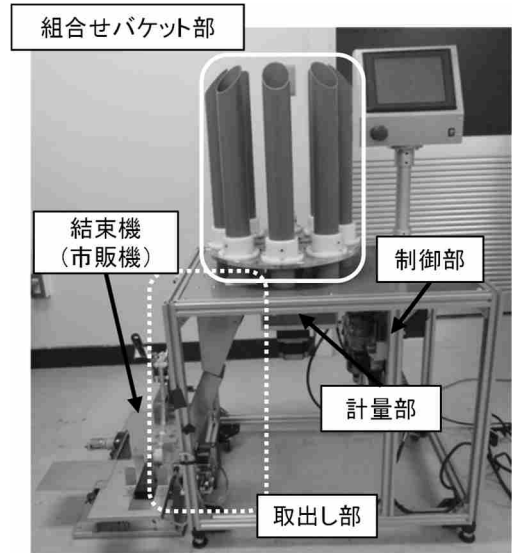 組合せバケット部
結束機
(市販機)
制御部
計量部
取出し部